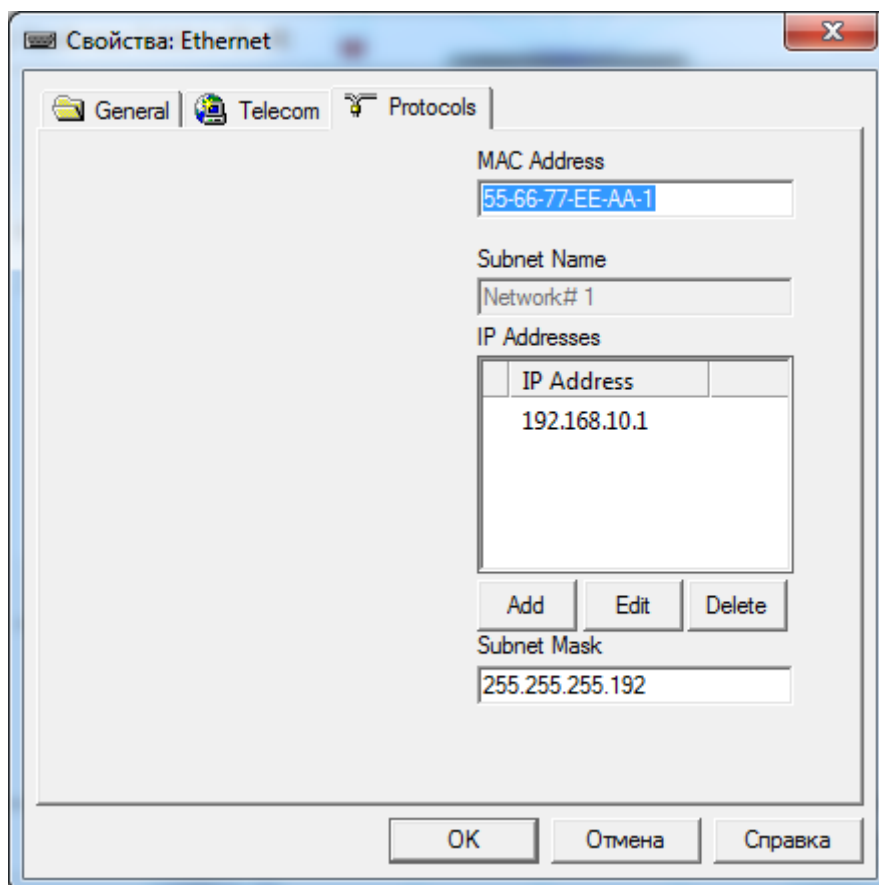 Свойства: Ethernet
General Telecom Protocols
MAC Address
55-66-77-EE-AA-1
Subnet Name
Network# 1
IP Addresses
IP Address
192.168.10.1
Add Edit Delete
Subnet Mask
255.255.255.192
OK Отмена Справка